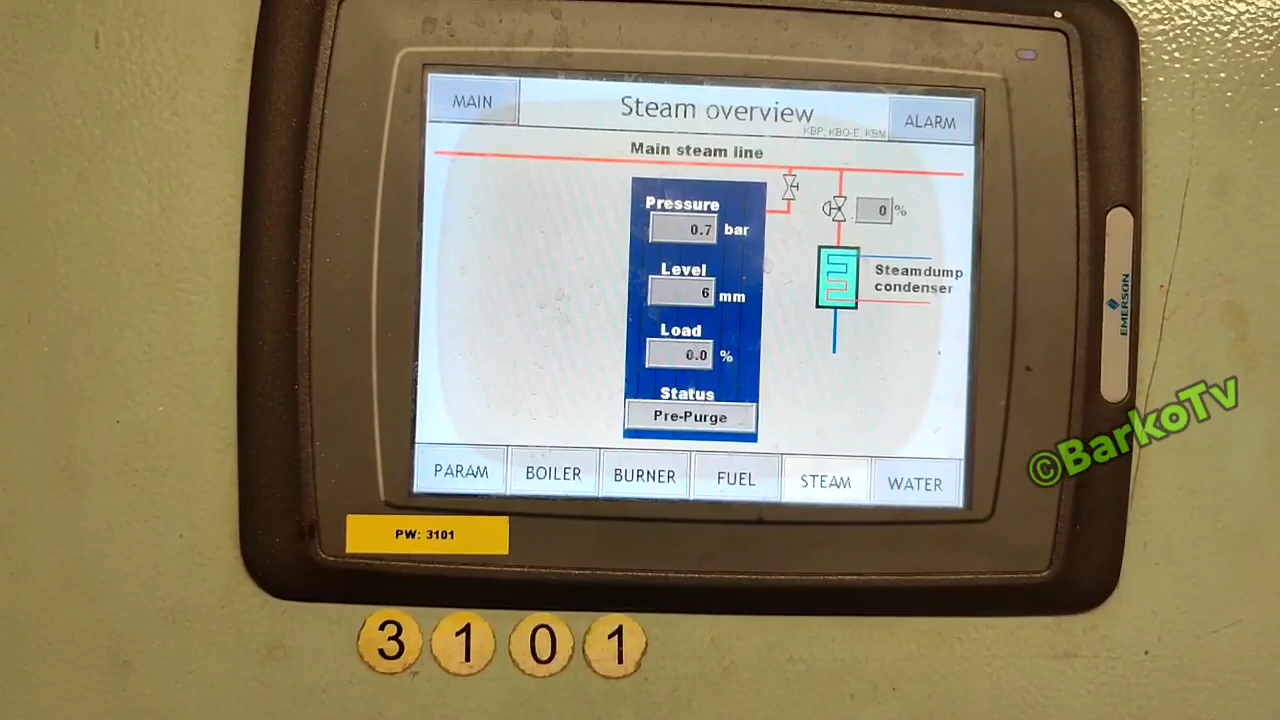 MAIN
Steam overview
KBP, KBO-E, KBM
ALARM
Main steam line
Pressure
0.7 bar
0 %
Level
6 mm
Steamdump
condenser
Load
0.0 %
Status
Pre-Purge
PARAM BOILER BURNER FUEL STEAM WATER
EMERSON
©BarkoTv
PW: 3101
3 1 0 1